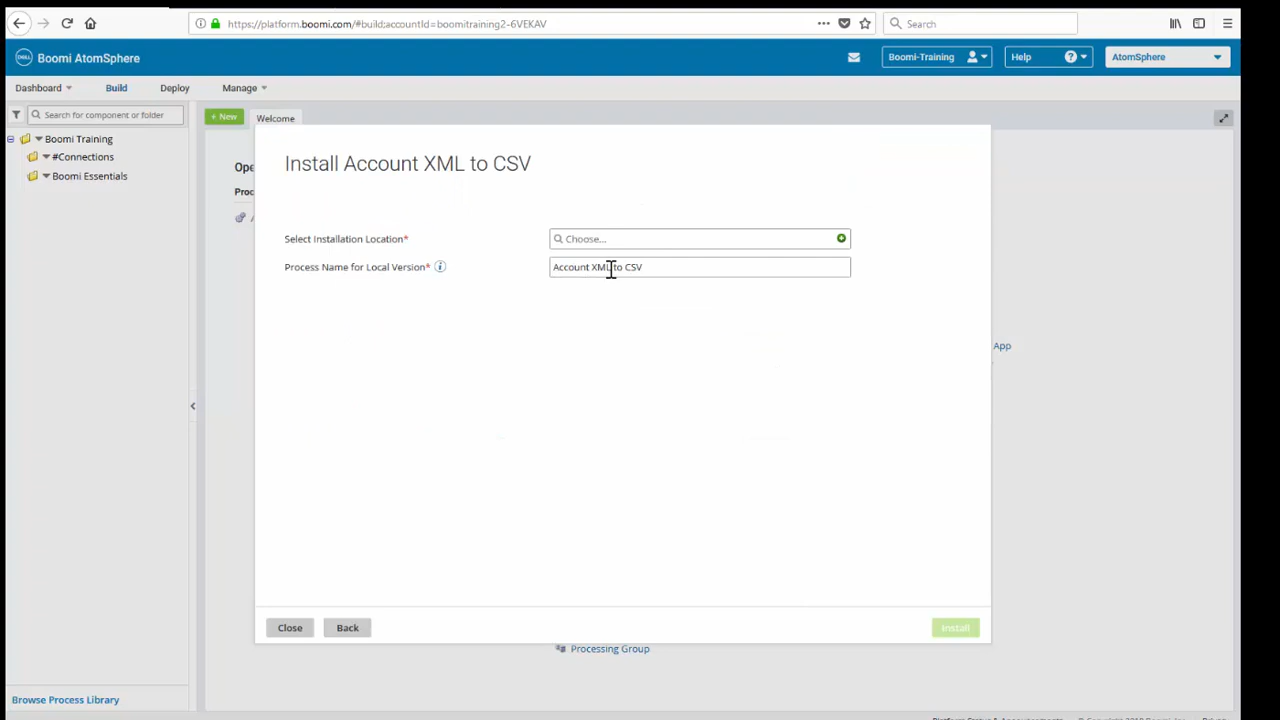 https://platform.boomi.com/#build;accountId=boomitraining2-6VEKAV
Search
DELL Boomi AtomSphere
Boomi-Training
Help
AtomSphere
Dashboard
Build
Deploy
Manage
Search for component or folder
+ New
Welcome
Boomi Training
#Connections
Boomi Essentials
Install Account XML to CSV
Select Installation Location*
Choose...
Process Name for Local Version*
Account XML to CSV
App
Close
Back
Install
Processing Group
Browse Process Library